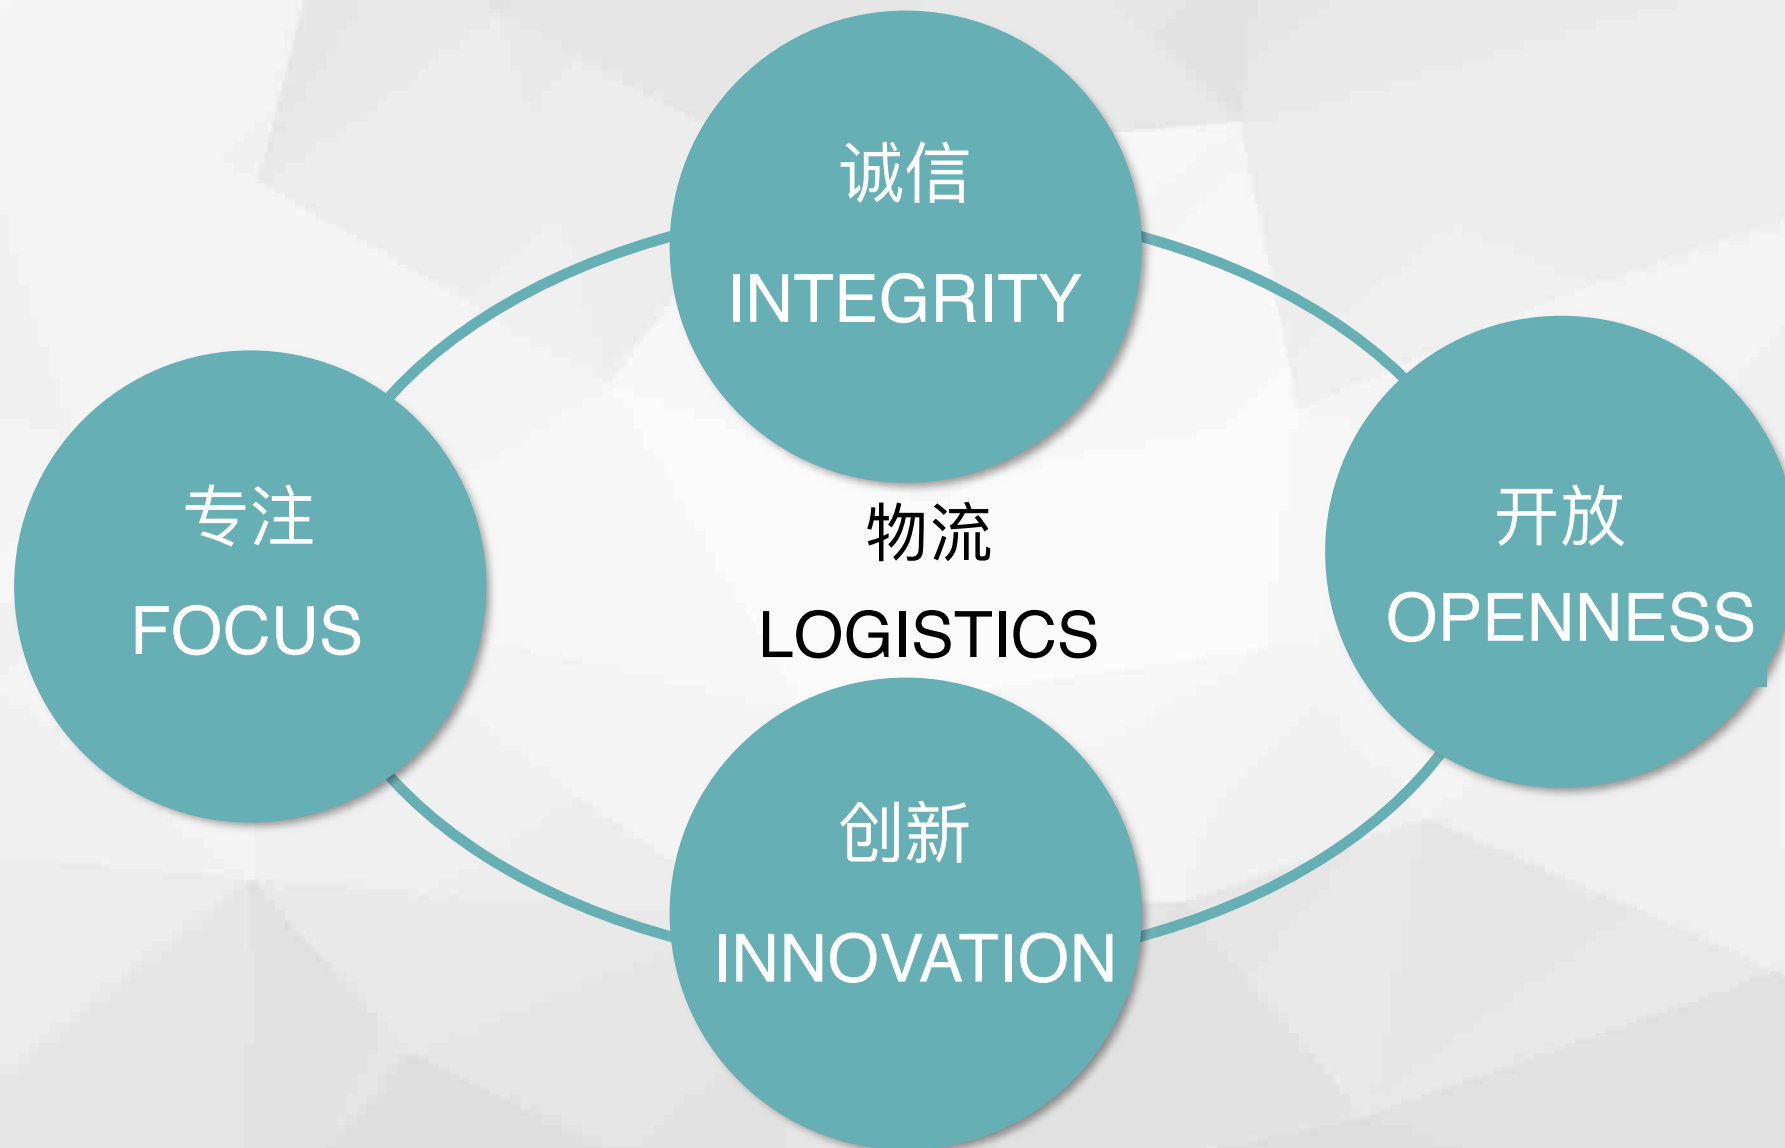 诚信
INTEGRITY
专注
FOCUS
物流
LOGISTICS
开放
OPENNESS
创新
INNOVATION